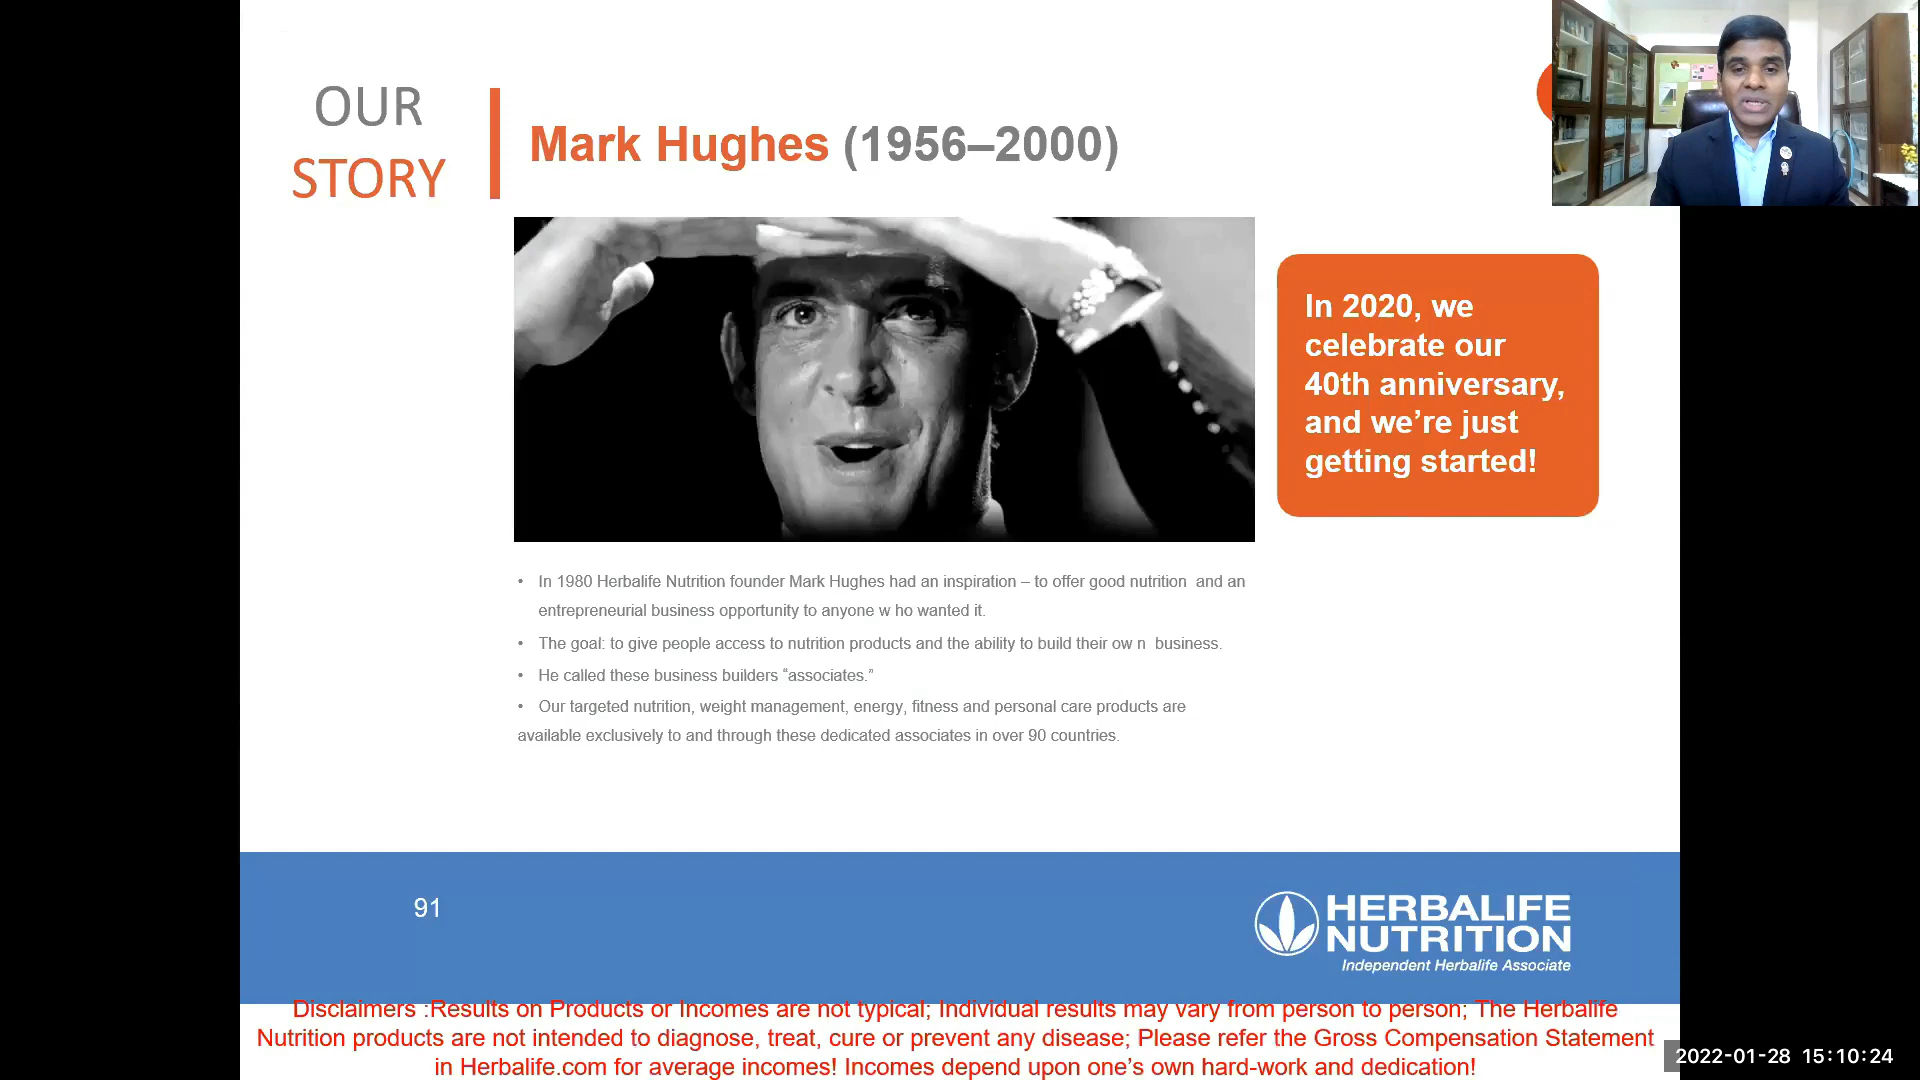 OUR
STORY
Mark Hughes (1956–2000)
In 2020, we
celebrate our
40th anniversary,
and we’re just
getting started!
• In 1980 Herbalife Nutrition founder Mark Hughes had an inspiration – to offer good nutrition and an
entrepreneurial business opportunity to anyone w ho wanted it.
• The goal: to give people access to nutrition products and the ability to build their ow n business.
• He called these business builders “associates.”
• Our targeted nutrition, weight management, energy, fitness and personal care products are
available exclusively to and through these dedicated associates in over 90 countries.
91
HERBALIFE
NUTRITION
Independent Herbalife Associate
Disclaimers :Results on Products or Incomes are not typical; Individual results may vary from person to person; The Herbalife
Nutrition products are not intended to diagnose, treat, cure or prevent any disease; Please refer the Gross Compensation Statement
in Herbalife.com for average incomes! Incomes depend upon one’s own hard-work and dedication!
2022-01-28 15:10:24